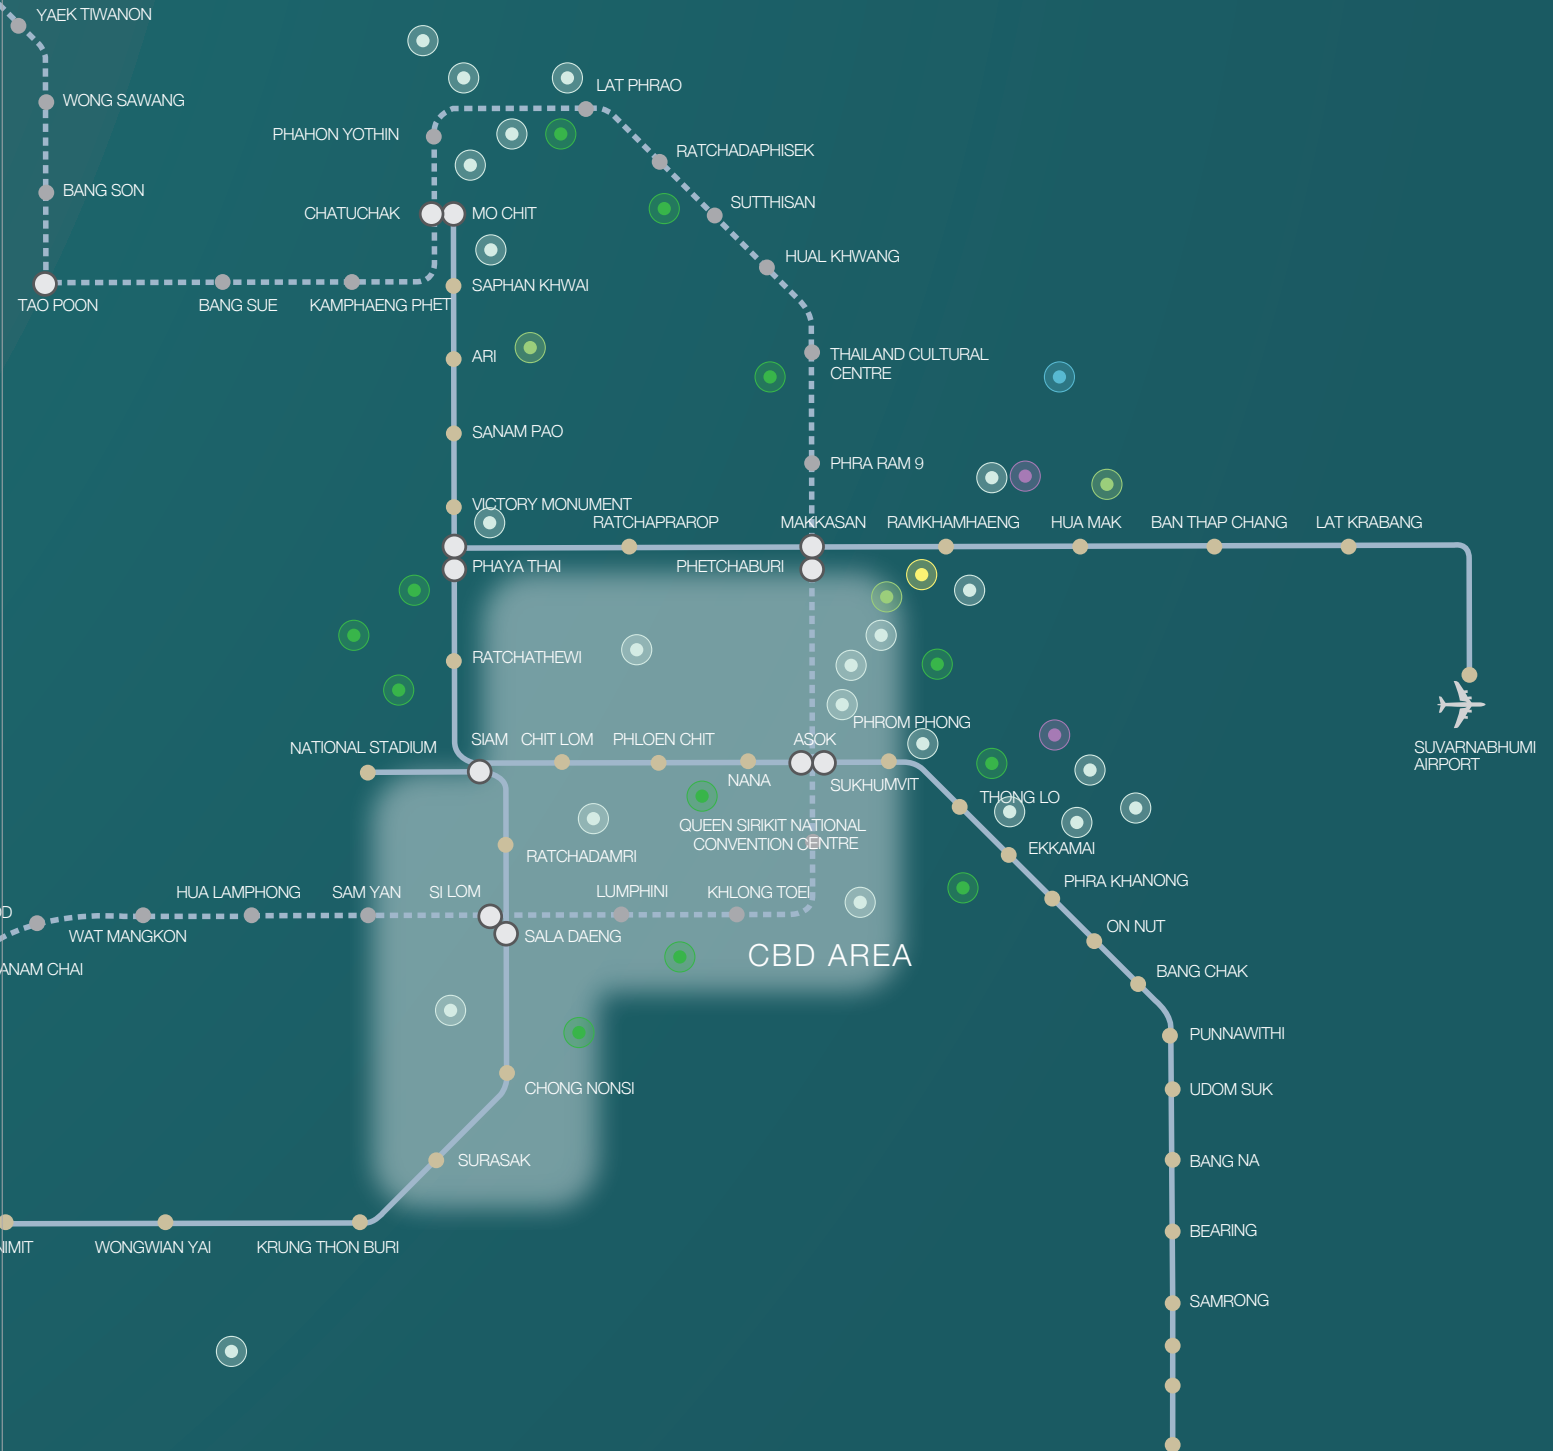 YAEK TIWANON
LAT PHRAO
WONG SAWANG
PHAHON YOTHIN
RATCHADAPHISEK
BANG SON
SUTTHISAN
CHATUCHAK
MO CHIT
HUAL KHWANG
SAPHAN KHWAI
TAO POON
BANG SUE
KAMPHAENG PHET
ARI
THAILAND CULTURAL
CENTRE
SANAM PAO
PHRA RAM 9
VICTORY MONUMENT
RATCHAPRAROP
MAKKASAN
RAMKHAMHAENG
HUA MAK
BAN THAP CHANG
LAT KRABANG
PHAYA THAI
PHETCHABURI
RATCHATHEWI
PHROM PHONG
NATIONAL STADIUM
SIAM
CHIT LOM
PHLOEN CHIT
ASOK
SUVARNABHUMI
AIRPORT
NANA
SUKHUMVIT
THONG LO
QUEEN SIRIKIT NATIONAL
CONVENTION CENTRE
EKKAMAI
RATCHADAMRI
PHRA KHANONG
HUA LAMPHONG
SAM YAN
SI LOM
LUMPHINI
KHLONG TOEI
OD
ON NUT
WAT MANGKON
SALA DAENG
CBD AREA
ANAM CHAI
BANG CHAK
PUNNAWITHI
CHONG NONSI
UDOM SUK
SURASAK
BANG NA
BEARING
NIMIT
WONGWIAN YAI
KRUNG THON BURI
SAMRONG